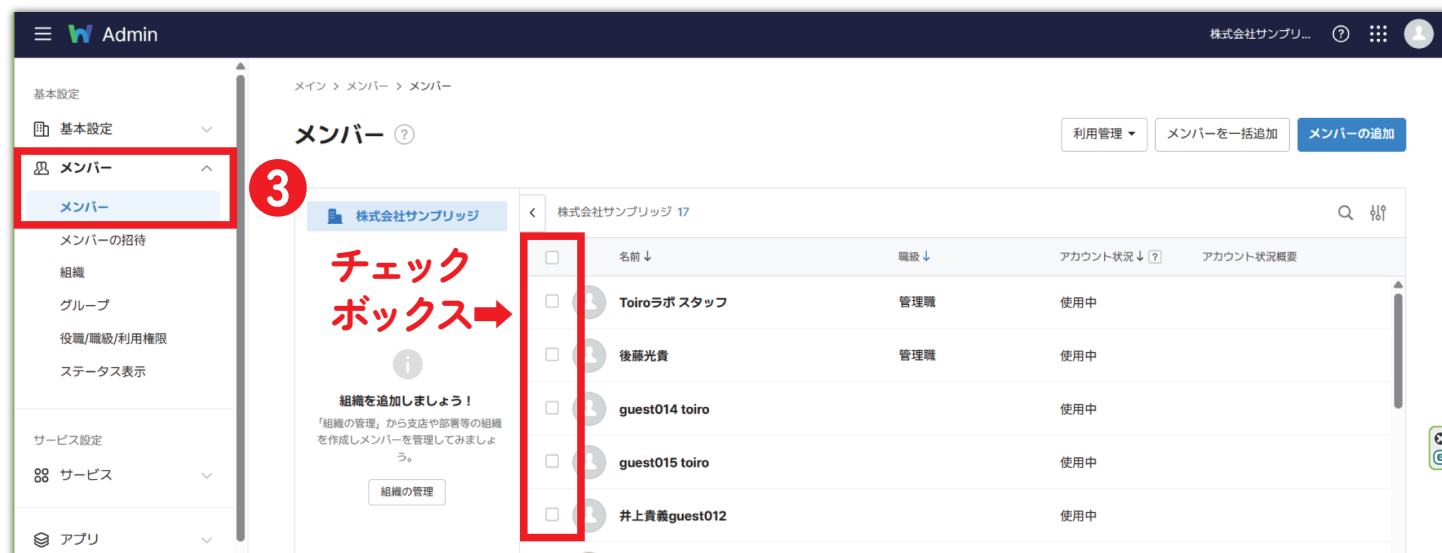 Admin
株式会社サンプリ...
基本設定
基本設定
メンバー
メンバー
メンバーの招待
組織
グループ
役職/職級/利用権限
ステータス表示
サービス設定
サービス
アプリ
3
メイン > メンバー > メンバー
メンバー ?
利用管理
メンバーを一括追加
メンバーの追加
株式会社サンプリッジ
チェック
ボックス➡
組織を追加しましょう！
「組織の管理」から支店や部署等の組織
を作成しメンバーを管理してみましょ
う。
組織の管理
株式会社サンプリッジ 17
名前↓ 職級↓ アカウント状況↓ ? アカウント状況概要
Toiroラボ スタッフ 管理職 使用中
後藤光貴 管理職 使用中
guest014 toiro 使用中
guest015 toiro 使用中
井上貴義guest012 使用中